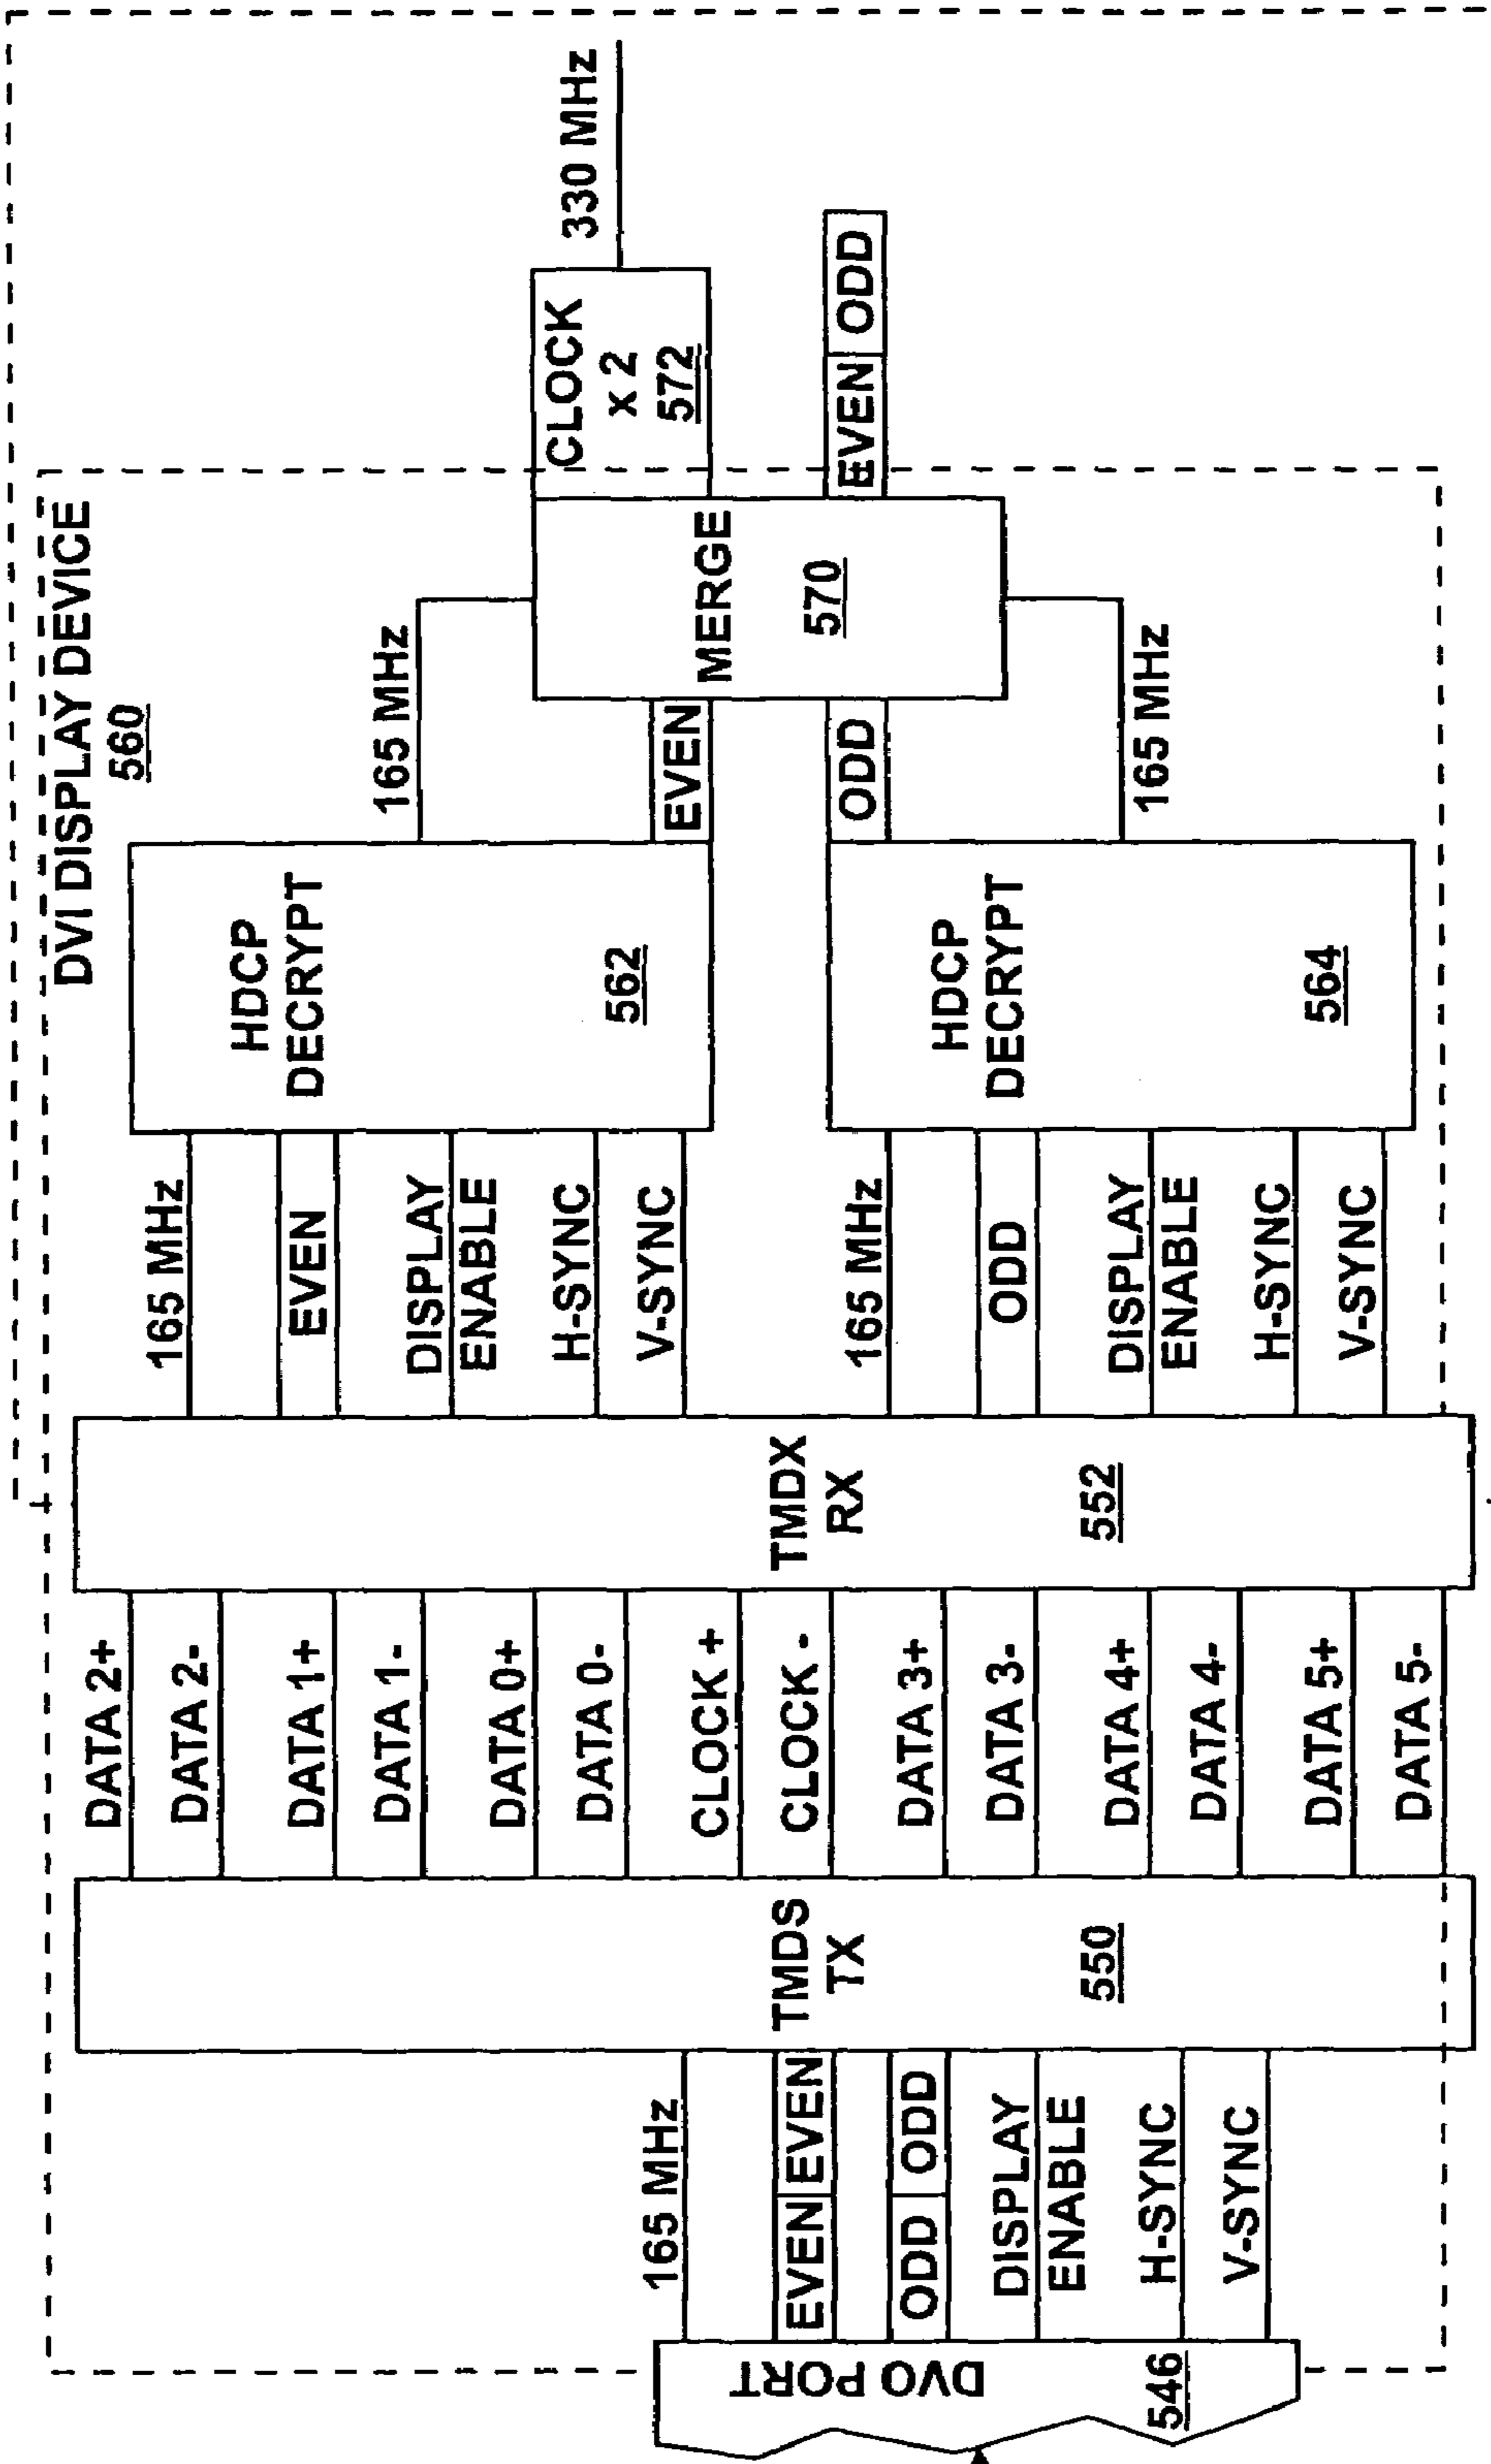 DVI DISPLAY DEVICE
560
DVO PORT
546
165 MHz
EVEN EVEN
ODD ODD
DISPLAY
ENABLE
H-SYNC
V-SYNC
TMDS
TX
550
DATA 2+
DATA 2-
DATA 1+
DATA 1-
DATA 0+
DATA 0-
CLOCK +
CLOCK -
DATA 3+
DATA 3-
DATA 4+
DATA 4-
DATA 5+
DATA 5-
TMDX
RX
552
165 MHz
EVEN
DISPLAY
ENABLE
H-SYNC
V-SYNC
165 MHz
ODD
DISPLAY
ENABLE
H-SYNC
V-SYNC
HDCP
DECRYPT
562
HDCP
DECRYPT
564
165 MHz
EVEN
ODD
165 MHz
MERGE
570
CLOCK
x 2
572
330 MHz
EVEN ODD